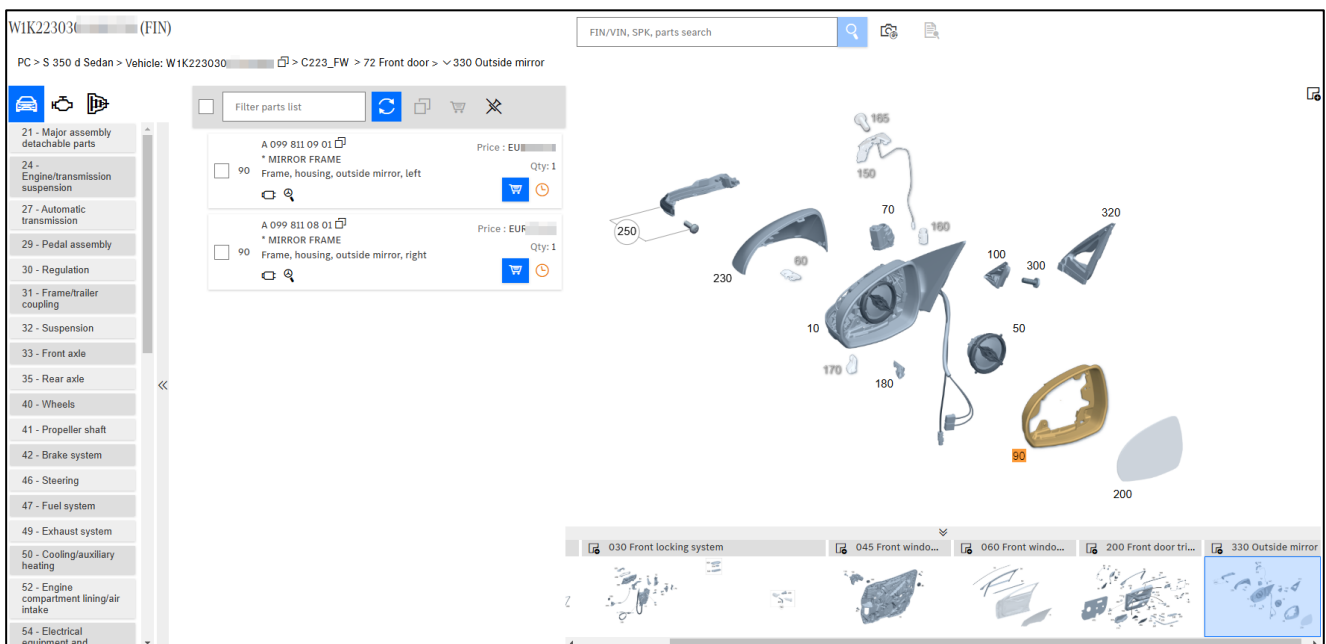 W1K22303 (FIN)
FIN/VIN, SPK, parts search
PC > S 350 d Sedan > Vehicle: W1K223030 > C223_FW > 72 Front door > 330 Outside mirror
21 - Major assembly
detachable parts
24 -
Engine/transmission
suspension
27 - Automatic
transmission
29 - Pedal assembly
30 - Regulation
31 - Frame/trailer
coupling
32 - Suspension
33 - Front axle
35 - Rear axle
40 - Wheels
41 - Propeller shaft
42 - Brake system
46 - Steering
47 - Fuel system
49 - Exhaust system
50 - Cooling/auxiliary
heating
52 - Engine
compartment lining/air
intake
54 - Electrical
equipment and
Filter parts list
A 099 811 09 01
Price : EU
90
* MIRROR FRAME
Frame, housing, outside mirror, left
Qty: 1
A 099 811 08 01
Price : EUR
90
* MIRROR FRAME
Frame, housing, outside mirror, right
Qty: 1
165
150
70
160
320
250
100
300
60
230
10
50
170
180
90
200
030 Front locking system
045 Front windo...
060 Front windo...
200 Front door tri...
330 Outside mirror